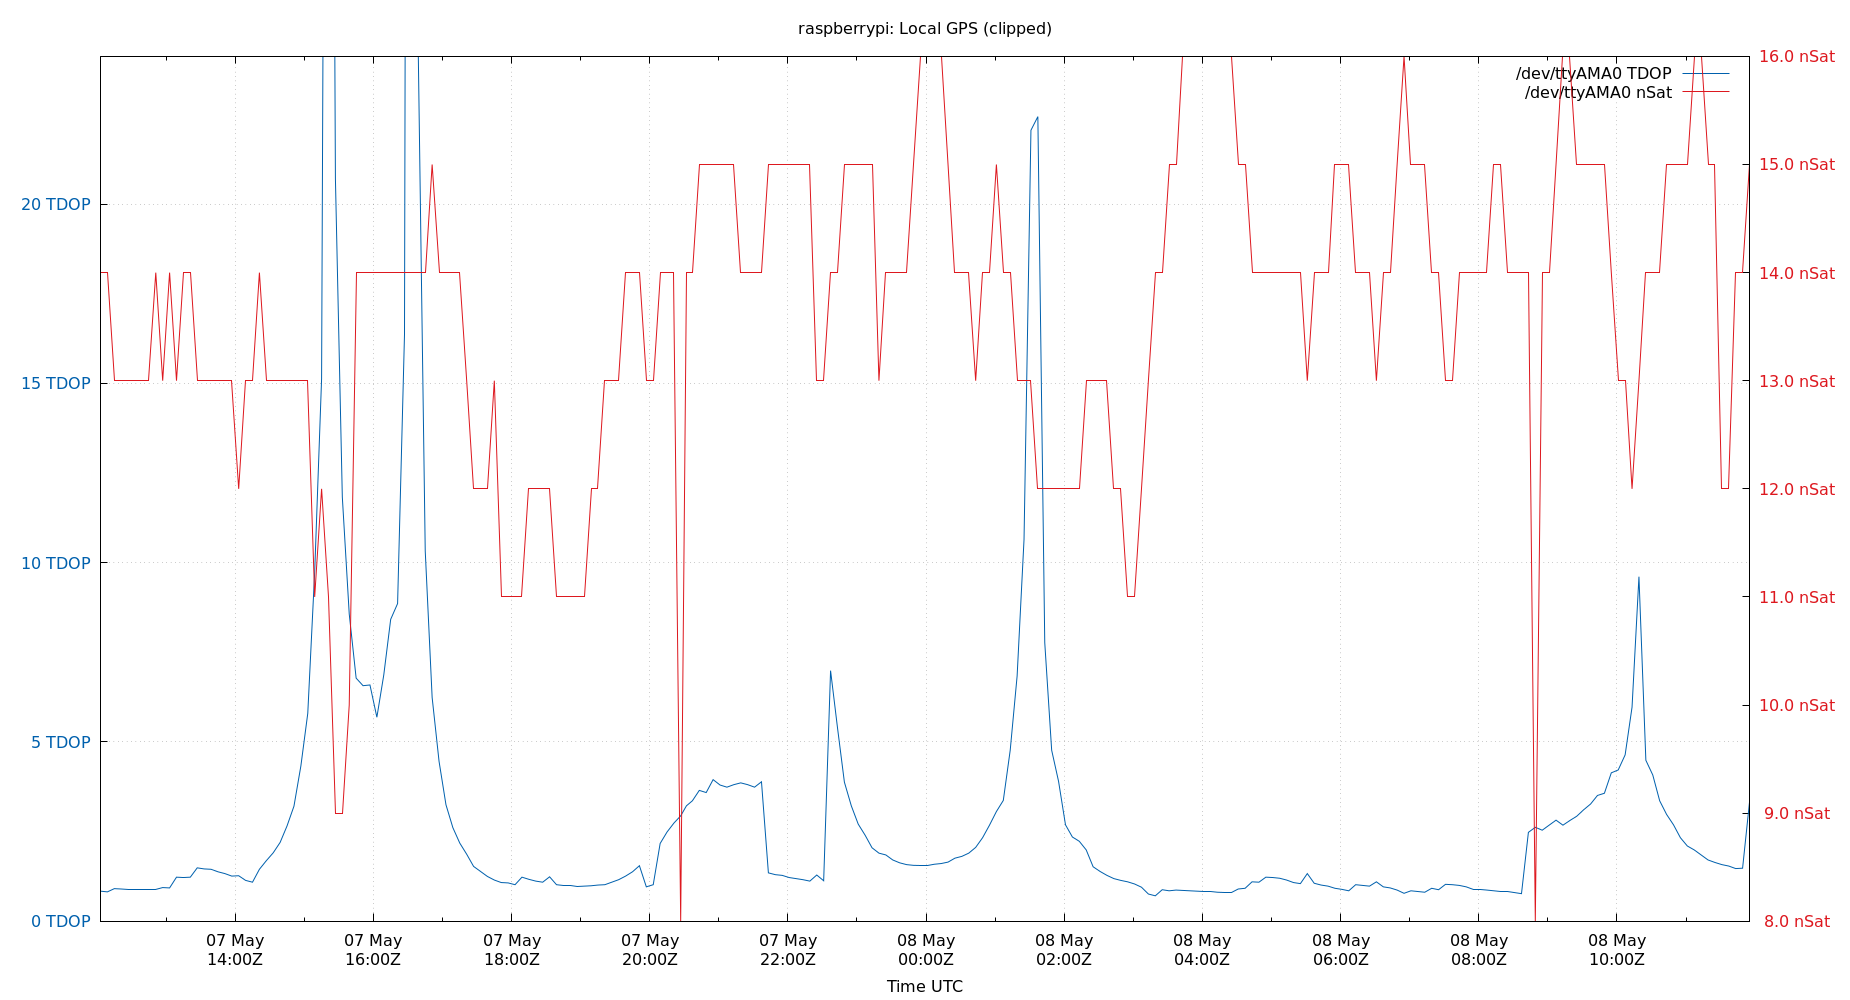 raspberrypi: Local GPS (clipped)
16.0 nSat
/dev/ttyAMA0 TDOP
/dev/ttyAMA0 nSat
15.0 nSat
20 TDOP
14.0 nSat
15 TDOP
13.0 nSat
12.0 nSat
10 TDOP
11.0 nSat
10.0 nSat
5 TDOP
9.0 nSat
0 TDOP
8.0 nSat
07 May 07 May 07 May 07 May 07 May 08 May 08 May 08 May 08 May 08 May 08 May
14:00Z 16:00Z 18:00Z 20:00Z 22:00Z 00:00Z 02:00Z 04:00Z 06:00Z 08:00Z 10:00Z
Time UTC